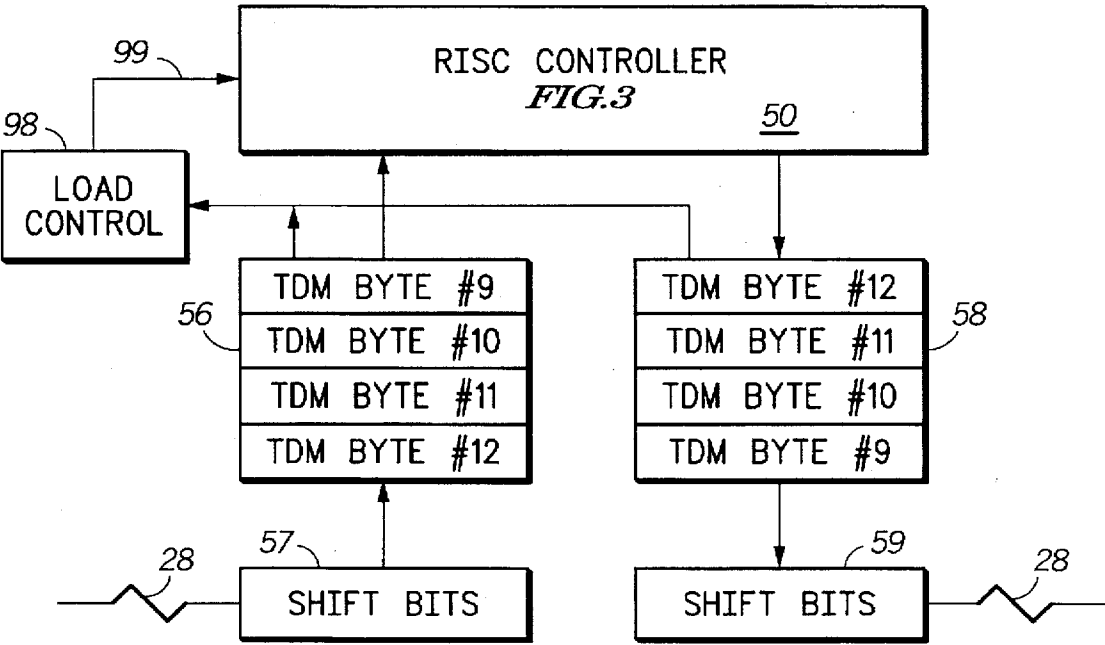 99
RISC CONTROLLER
FIG.3
50
98
LOAD
CONTROL
56
TDM BYTE #9
TDM BYTE #10
TDM BYTE #11
TDM BYTE #12
TDM BYTE #12
TDM BYTE #11
TDM BYTE #10
TDM BYTE #9
58
28
57
SHIFT BITS
59
SHIFT BITS
28